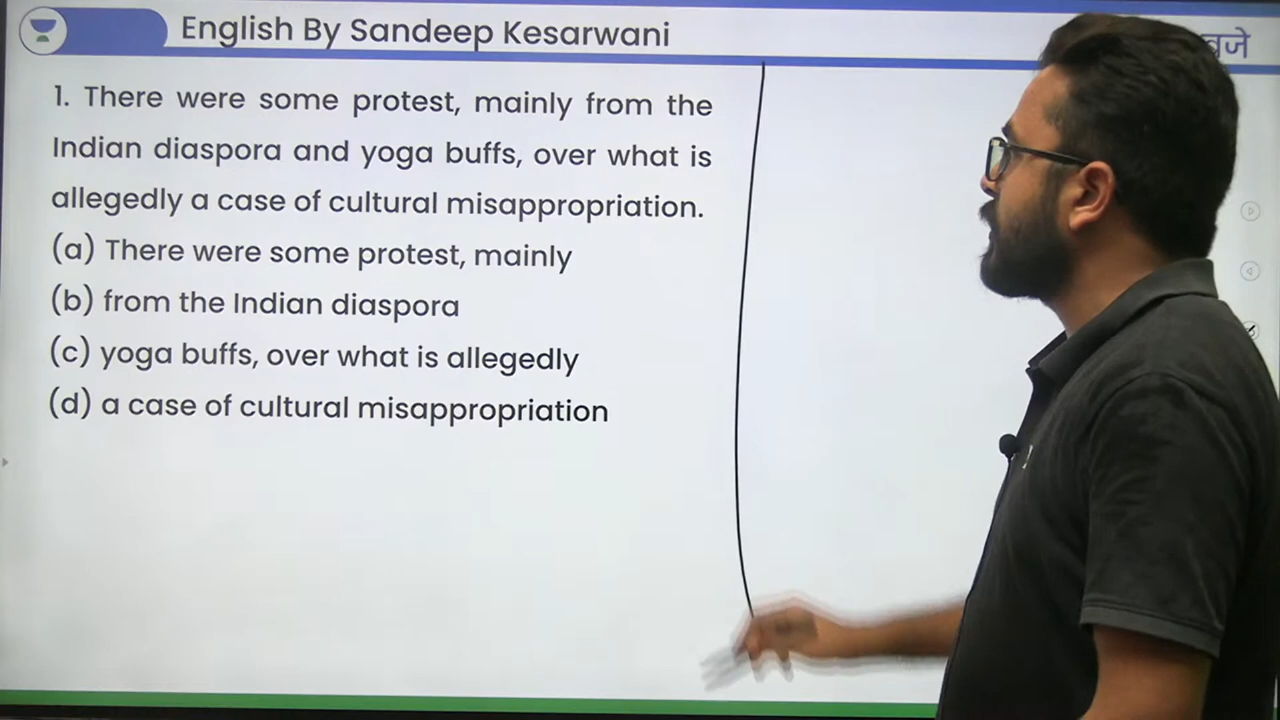 English By Sandeep Kesarwani
बजे
1. There were some protest, mainly from the
Indian diaspora and yoga buffs, over what is
allegedly a case of cultural misappropriation.
(a) There were some protest, mainly
(b) from the Indian diaspora
(c) yoga buffs, over what is allegedly
(d) a case of cultural misappropriation